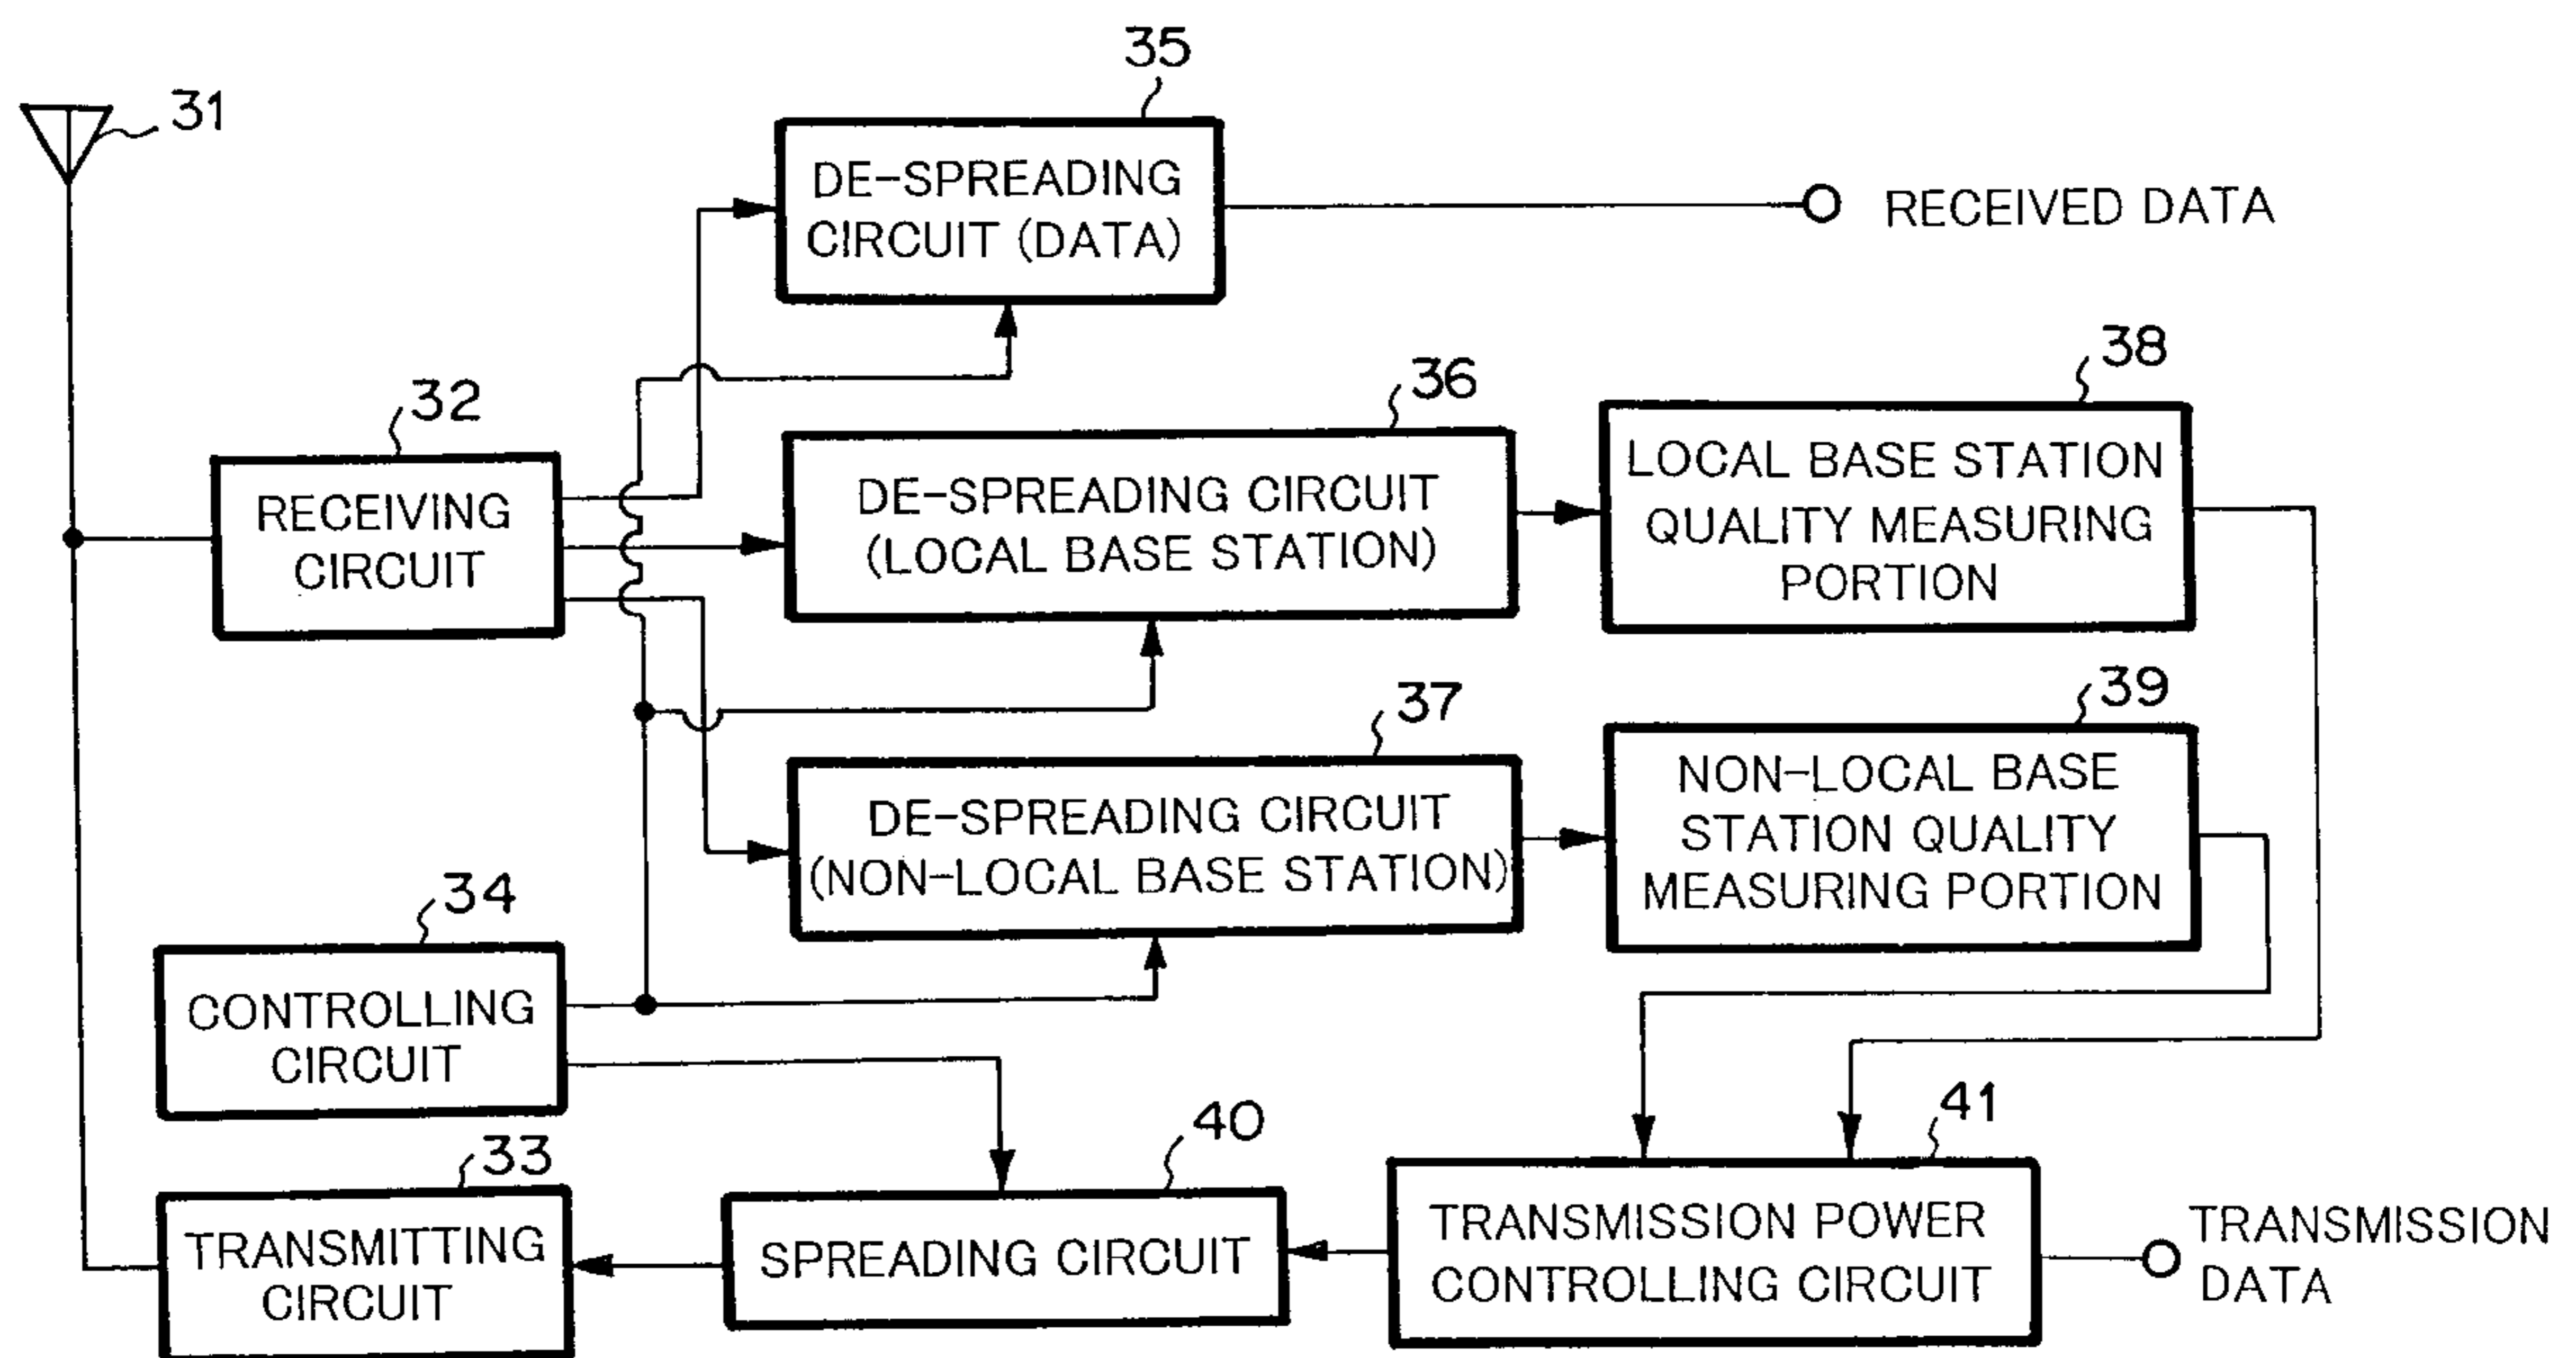 35
31
DE-SPREADING
CIRCUIT (DATA)
RECEIVED DATA
32
36
38
RECEIVING
CIRCUIT
DE-SPREADING CIRCUIT
(LOCAL BASE STATION)
LOCAL BASE STATION
QUALITY MEASURING
PORTION
37
39
DE-SPREADING CIRCUIT
(NON-LOCAL BASE STATION)
NON-LOCAL BASE
STATION QUALITY
MEASURING PORTION
34
CONTROLLING
CIRCUIT
33
40
41
TRANSMITTING
CIRCUIT
SPREADING CIRCUIT
TRANSMISSION POWER
CONTROLLING CIRCUIT
TRANSMISSION
DATA